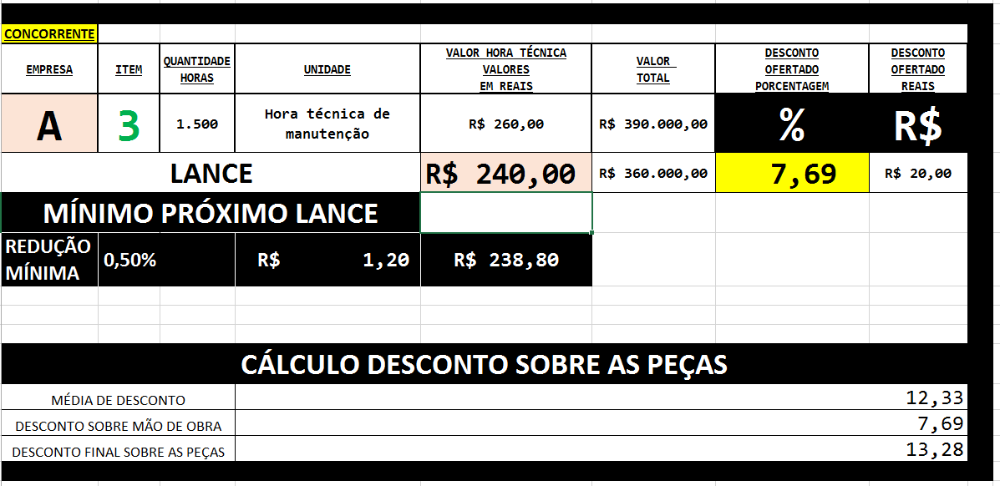 CONCORRENTE
EMPRESA
ITEM
QUANTIDADE
HORAS
UNIDADE
VALOR HORA TÉCNICA
VALORES
EM REAIS
VALOR
TOTAL
DESCONTO
OFERTADO
PORCENTAGEM
DESCONTO
OFERTADO
REAIS
A
3
1.500
Hora técnica de
manutenção
R$ 260,00
R$ 390.000,00
%
R$
LANCE
R$ 240,00
R$ 360.000,00
7,69
R$ 20,00
MÍNIMO PRÓXIMO LANCE
REDUÇÃO
MÍNIMA
0,50%
R$ 1,20
R$ 238,80
CÁLCULO DESCONTO SOBRE AS PEÇAS
MÉDIA DE DESCONTO 12,33
DESCONTO SOBRE MÃO DE OBRA 7,69
DESCONTO FINAL SOBRE AS PEÇAS 13,28